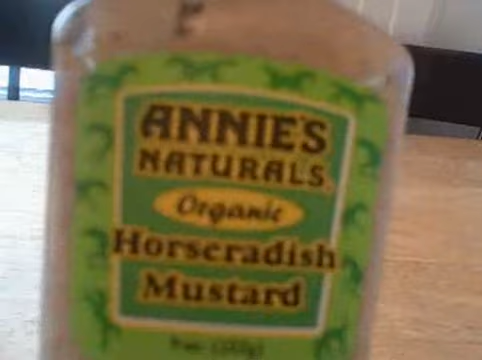 ANNIE'S
NATURALS
Organic
Horseradish
Mustard